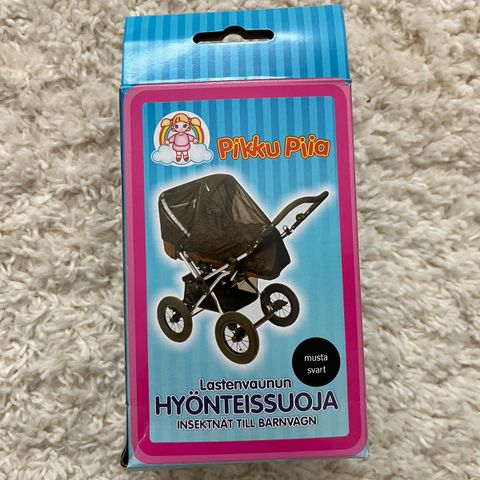 Pikku Piia
musta
svart
Lastenvaunun
HYÖNTEISSUOJA
INSEKTNÄT TILL BARNVAGN